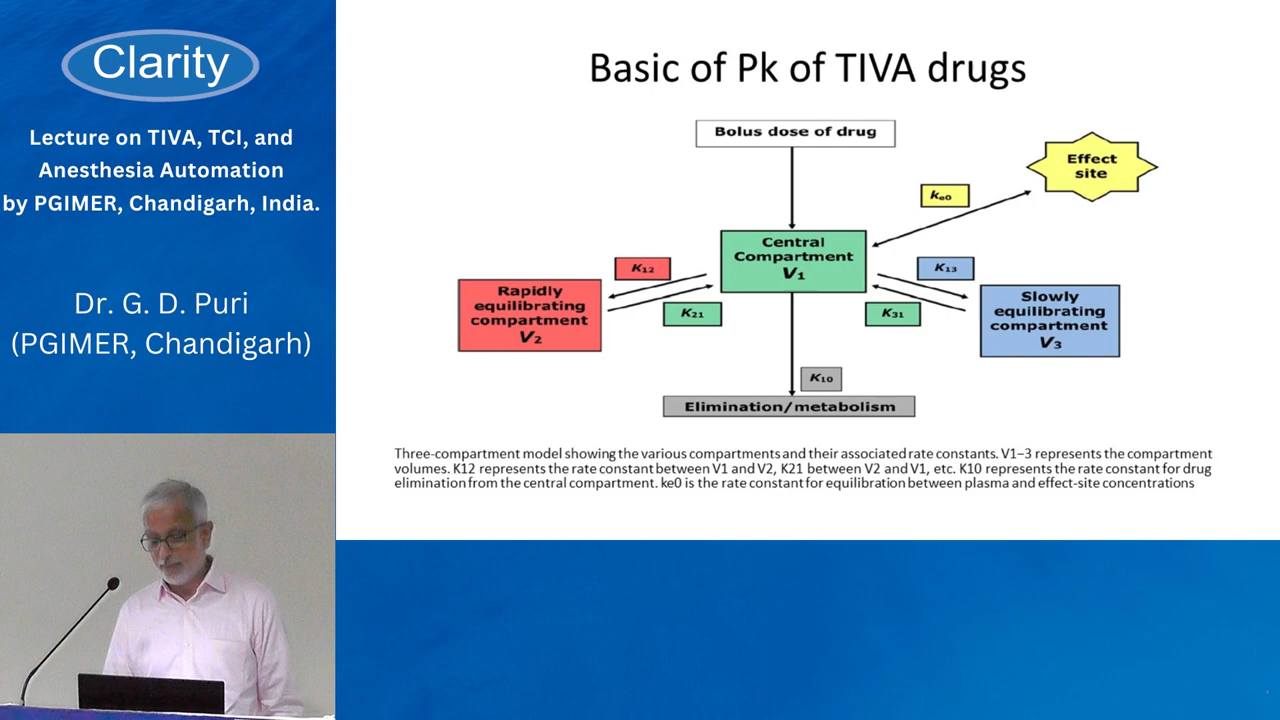 Clarity
Lecture on TIVA, TCI, and
Anesthesia Automation
by PGIMER, Chandigarh, India.
Dr. G. D. Puri
(PGIMER, Chandigarh)
Basic of Pk of TIVA drugs
Bolus dose of drug
Effect
site
ke0
Central
Compartment
V1
K12
K13
Rapidly
equilibrating
compartment
V2
K21
K31
Slowly
equilibrating
compartment
V3
K10
Elimination/metabolism
Three-compartment model showing the various compartments and their associated rate constants. V1–3 represents the compartment
volumes. K12 represents the rate constant between V1 and V2, K21 between V2 and V1, etc. K10 represents the rate constant for drug
elimination from the central compartment. ke0 is the rate constant for equilibration between plasma and effect-site concentrations